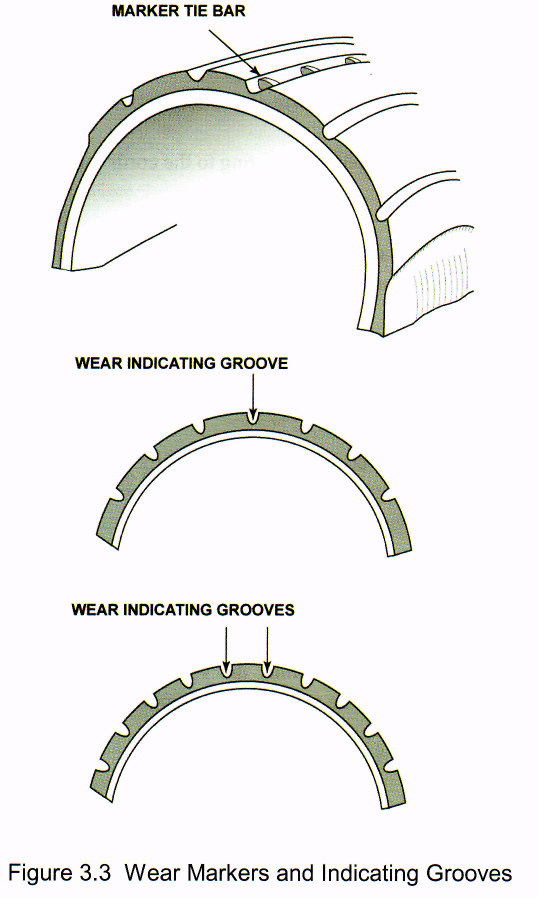 MARKER TIE BAR
WEAR INDICATING GROOVE
WEAR INDICATING GROOVES
Figure 3.3 Wear Markers and Indicating Grooves